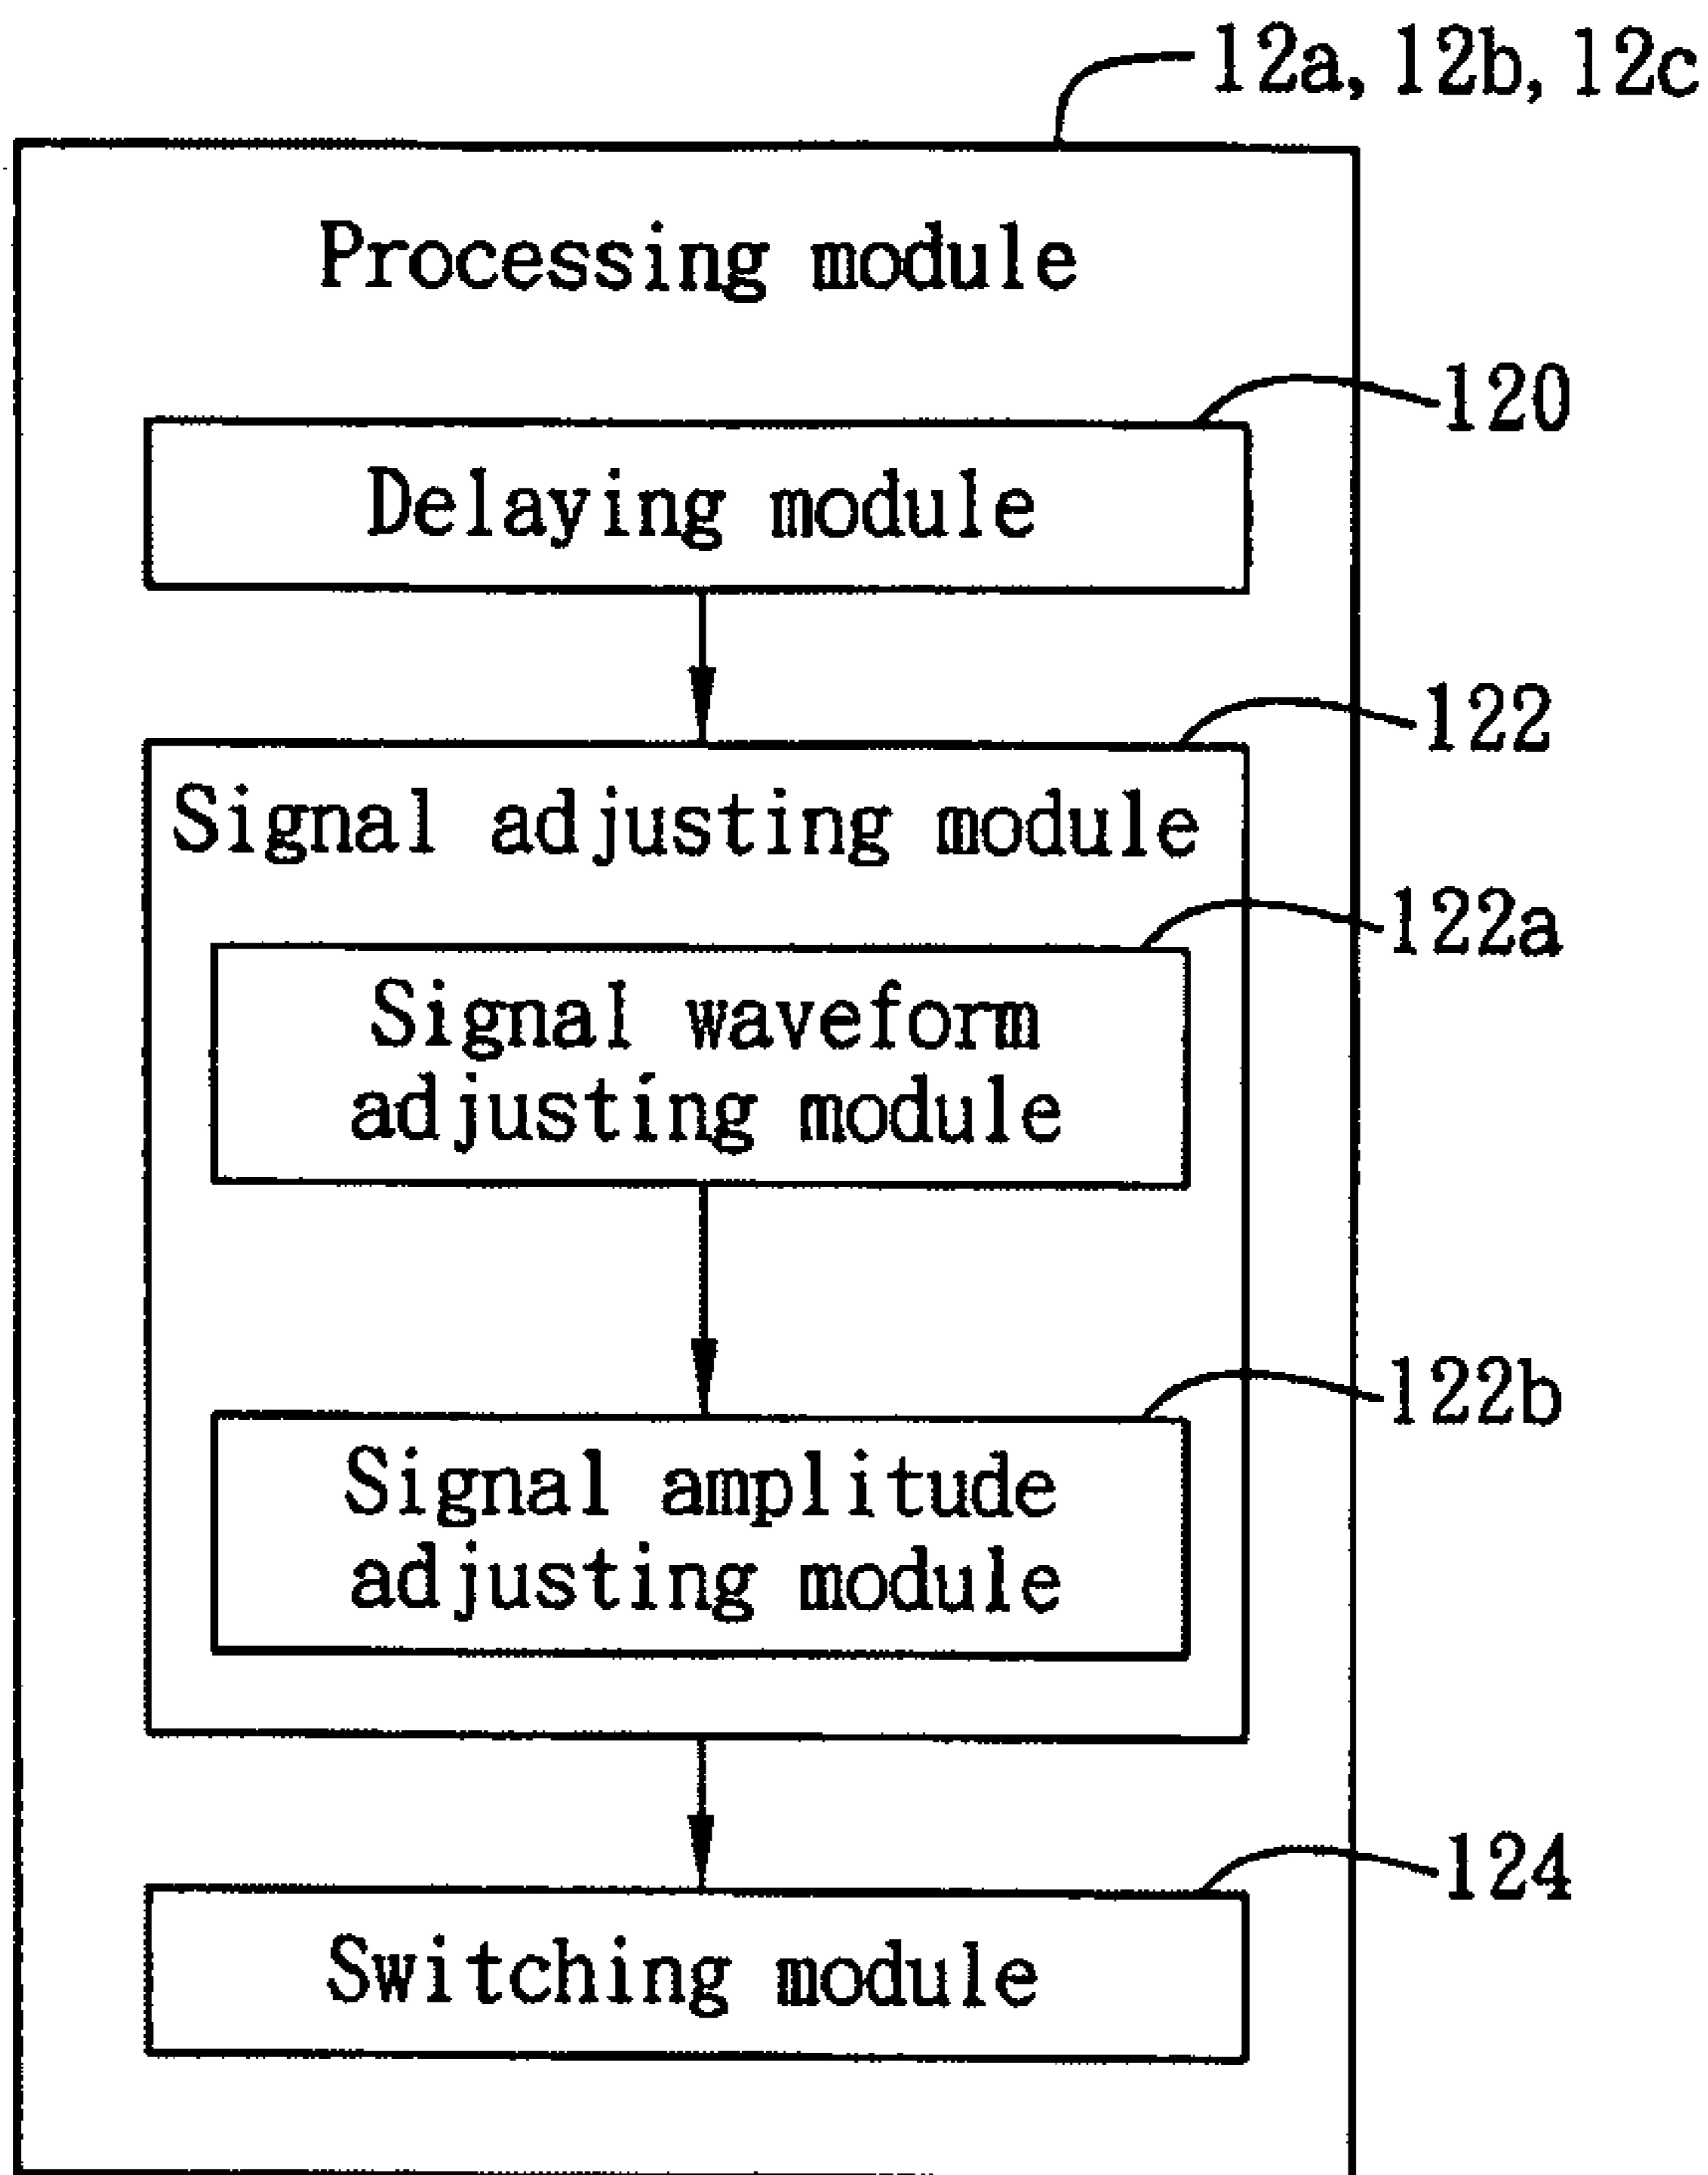 12a, 12b, 12c
Processing module
120
Delaying module
122
Signal adjusting module
122a
Signal waveform
adjusting module
122b
Signal amplitude
adjusting module
124
Switching module